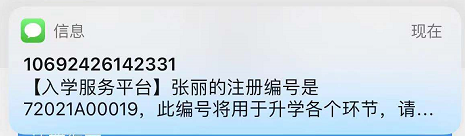 信息
现在
10692426142331
【入学服务平台】张丽的注册编号是
72021A00019，此编号将用于升学各个环节，请…